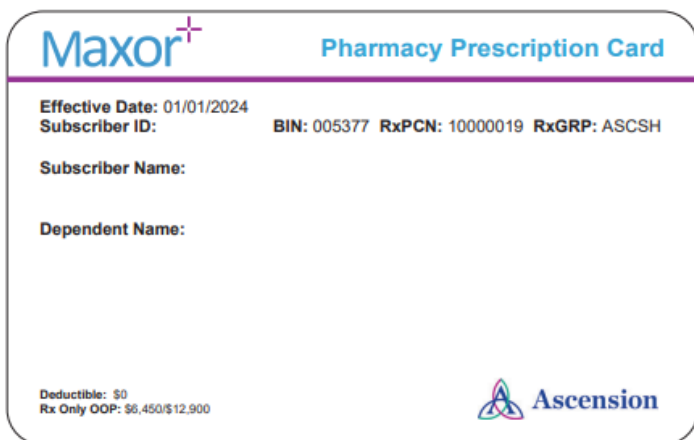 Maxor
Pharmacy Prescription Card
Effective Date: 01/01/2024
Subscriber ID:
BIN: 005377 RxPCN: 10000019 RxGRP: ASCSH
Subscriber Name:
Dependent Name:
Deductible: $0
Rx Only OOP: $6,450/$12,900
Ascension